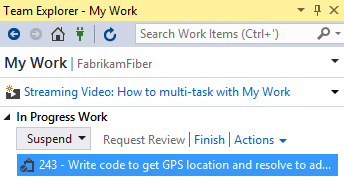 Team Explorer - My Work
Search Work Items (Ctrl+')
My Work | FabrikamFiber
Streaming Video: How to multi-task with My Work
In Progress Work
Suspend Request Review | Finish | Actions
243 - Write code to get GPS location and resolve to ad...